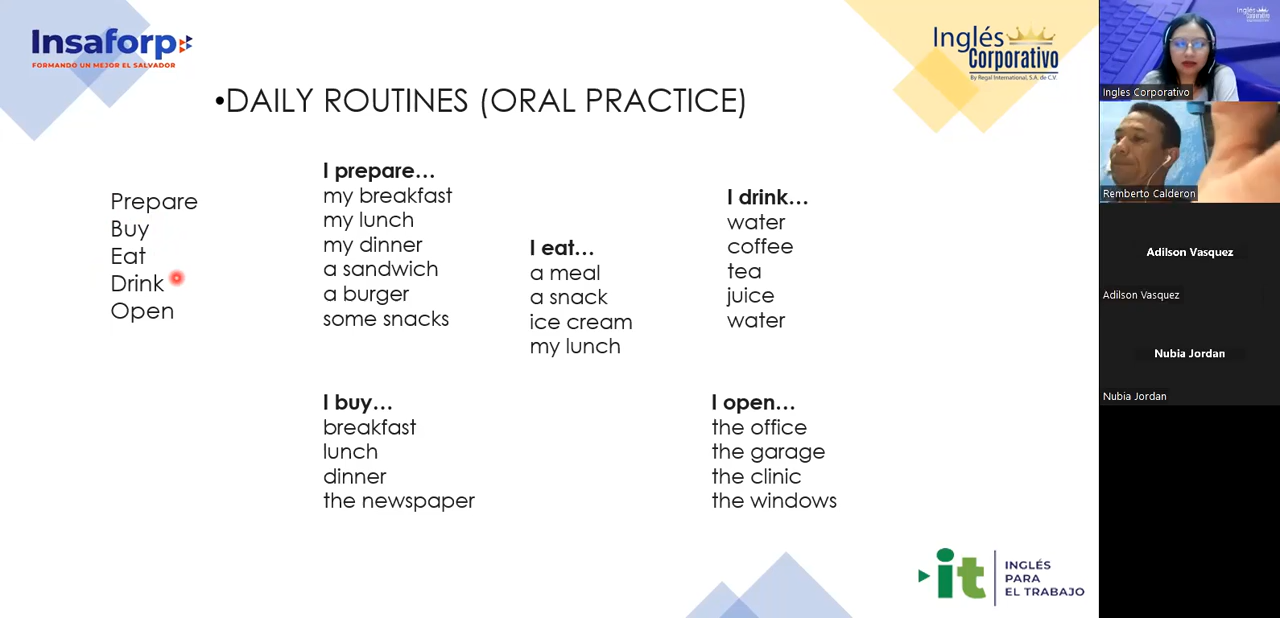 Insaforp
FORMANDO UN MEJOR EL SALVADOR
Inglés
Corporativo
By Regal International, S.A. de C.V.
•DAILY ROUTINES (ORAL PRACTICE)
Prepare
Buy
Eat
Drink
Open
I prepare...
my breakfast
my lunch
my dinner
a sandwich
a burger
some snacks
I eat...
a meal
a snack
ice cream
my lunch
I drink...
water
coffee
tea
juice
water
I buy...
breakfast
lunch
dinner
the newspaper
I open...
the office
the garage
the clinic
the windows
it
INGLÉS
PARA
EL TRABAJO
Inglés
Corporativo
Ingles Corporativo
Remberto Calderon
Adilson Vasquez
Adilson Vasquez
Nubia Jordan
Nubia Jordan